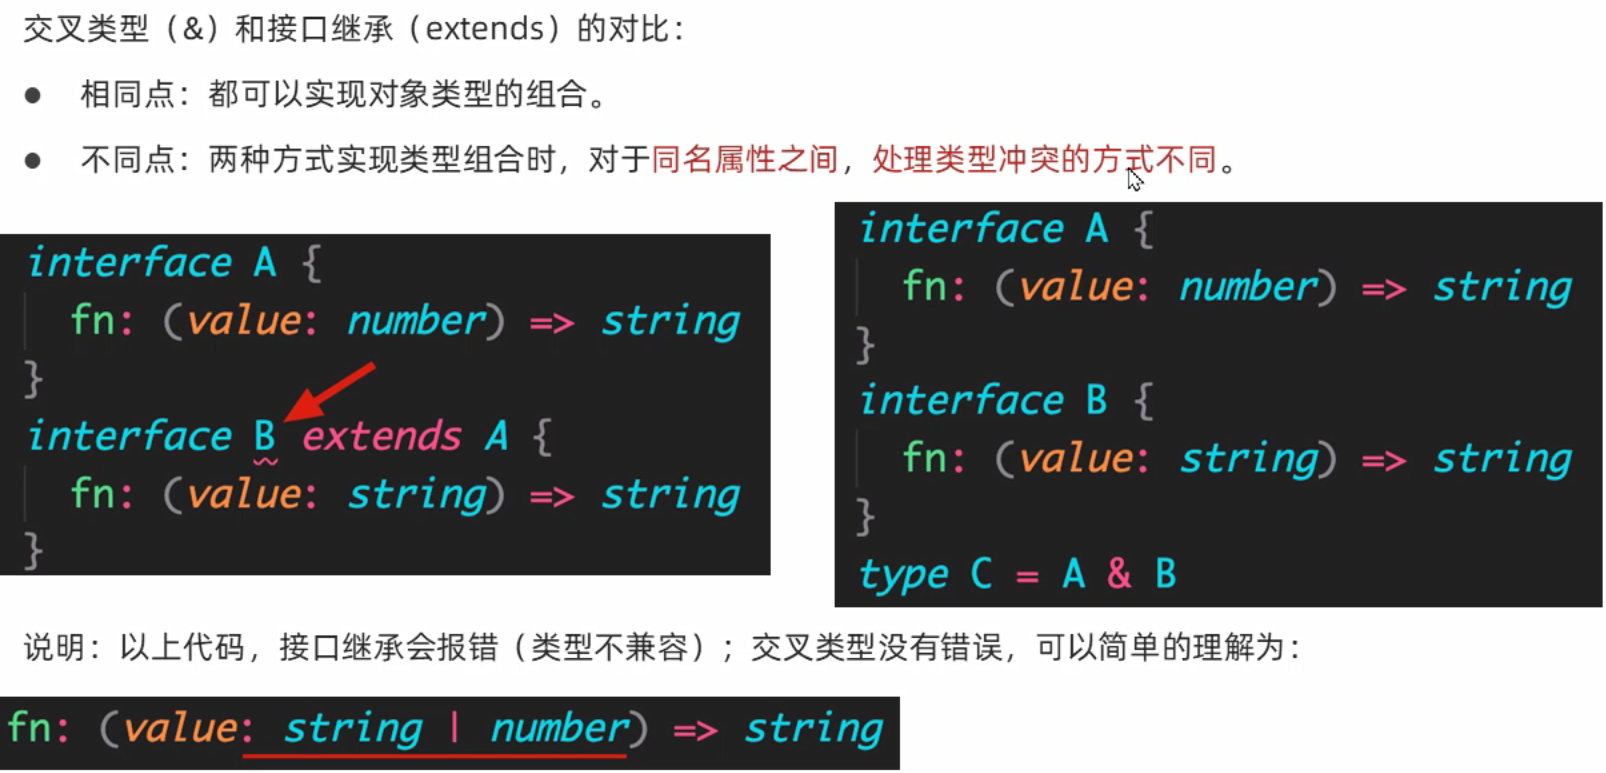 交叉类型（&）和接口继承（extends）的对比：
● 相同点：都可以实现对象类型的组合。
● 不同点：两种方式实现类型组合时，对于同名属性之间，处理类型冲突的方式不同。
interface A {
fn: (value: number) => string
}
interface B extends A {
fn: (value: string) => string
}
interface A {
fn: (value: number) => string
}
interface B {
fn: (value: string) => string
}
type C = A & B
说明：以上代码，接口继承会报错（类型不兼容）；交叉类型没有错误，可以简单的理解为：
fn: (value: string | number) => string